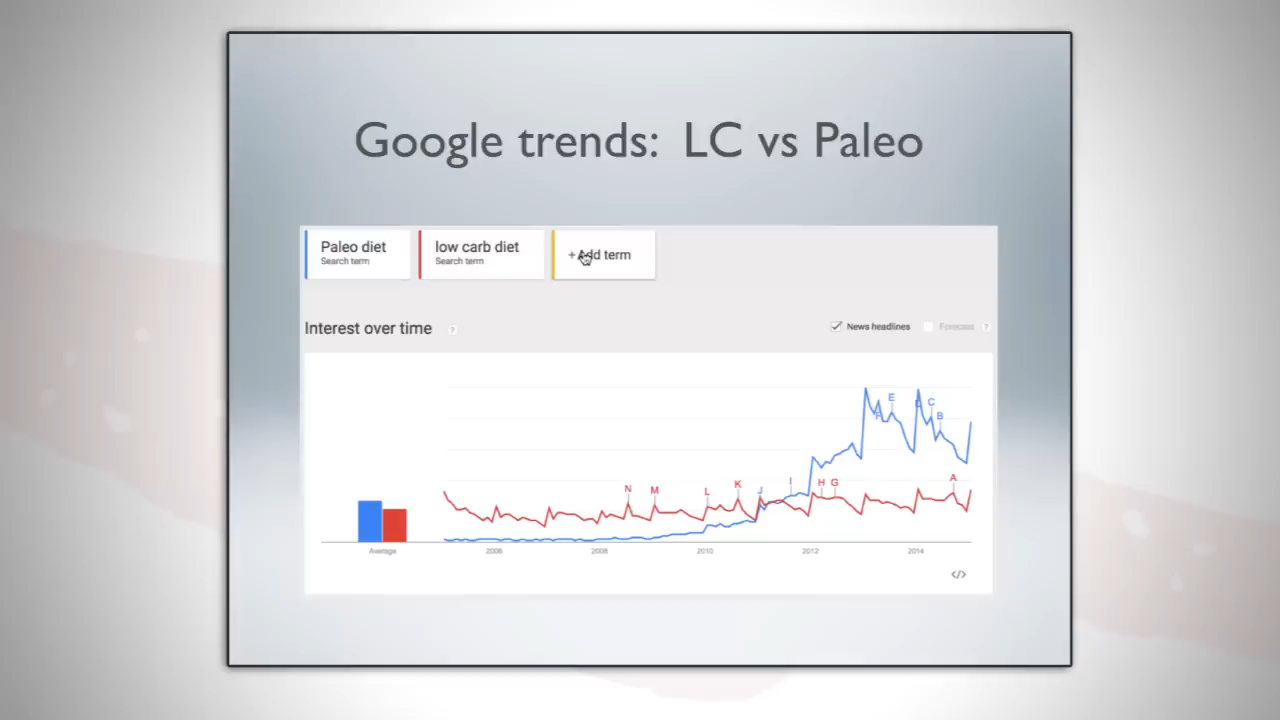 Google trends: LC vs Paleo
Paleo diet
Search term
low carb diet
Search term
+Add term
Interest over time
?
News headlines
Forecast
?
E
C
F
B
N
M
L
K
J
I
H
G
A
Average
2006
2008
2010
2012
2014
</>